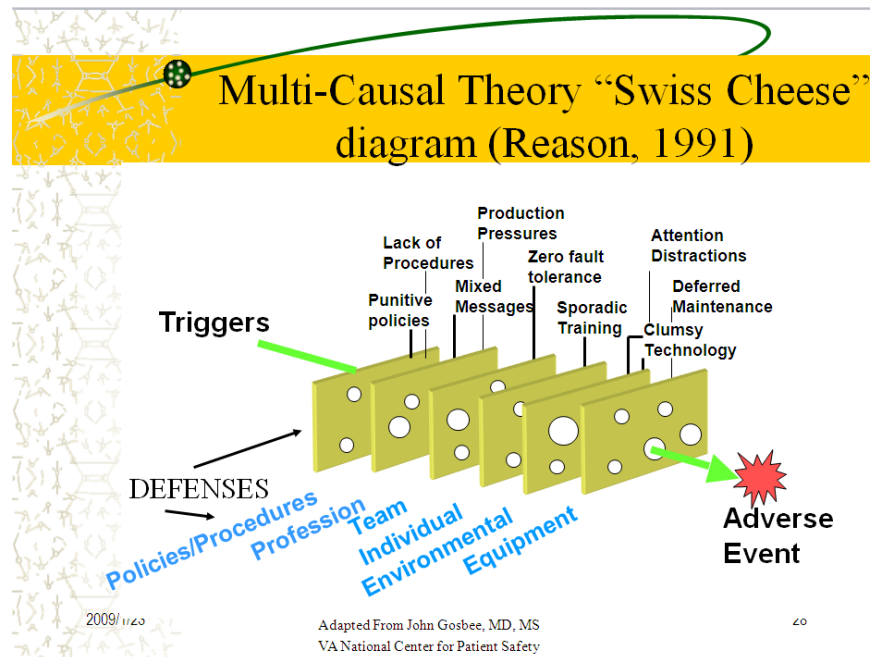 Multi-Causal Theory “Swiss Cheese”
diagram (Reason, 1991)
Production
Pressures
Lack of
Procedures
Attention
Distractions
Zero fault
tolerance
Punitive
policies
Mixed
Messages
Deferred
Maintenance
Sporadic
Training
Clumsy
Technology
Triggers
DEFENSES
Policies/Procedures
Profession
Team
Individual
Environmental
Equipment
Adverse
Event
Adapted From John Gosbee, MD, MS
VA National Center for Patient Safety